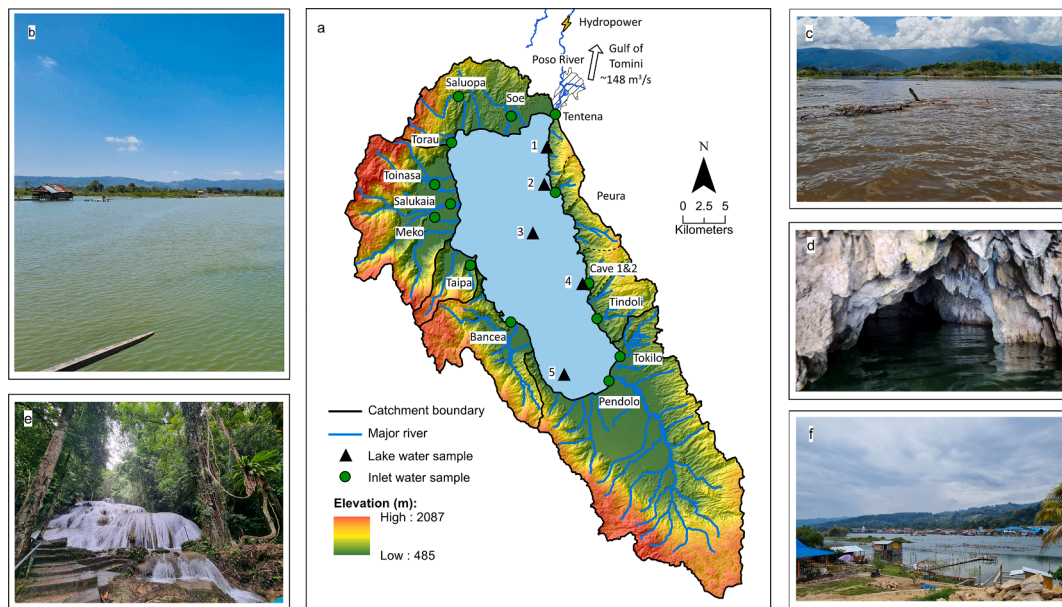 b
a
Hydropower
Poso River
Gulf of
Tomini
~148 m³/s
Saluopa
Soe
Tentena
Torau
1
Toinasa
2
Peura
Salukaia
3
Meko
Cave 1&2
4
Taipa
Tindoli
Bancea
Tokilo
5
Pendolo
N
0 2.5 5
Kilometers
Catchment boundary
Major river
Lake water sample
Inlet water sample
Elevation (m):
High : 2087
Low : 485
c
d
e
f